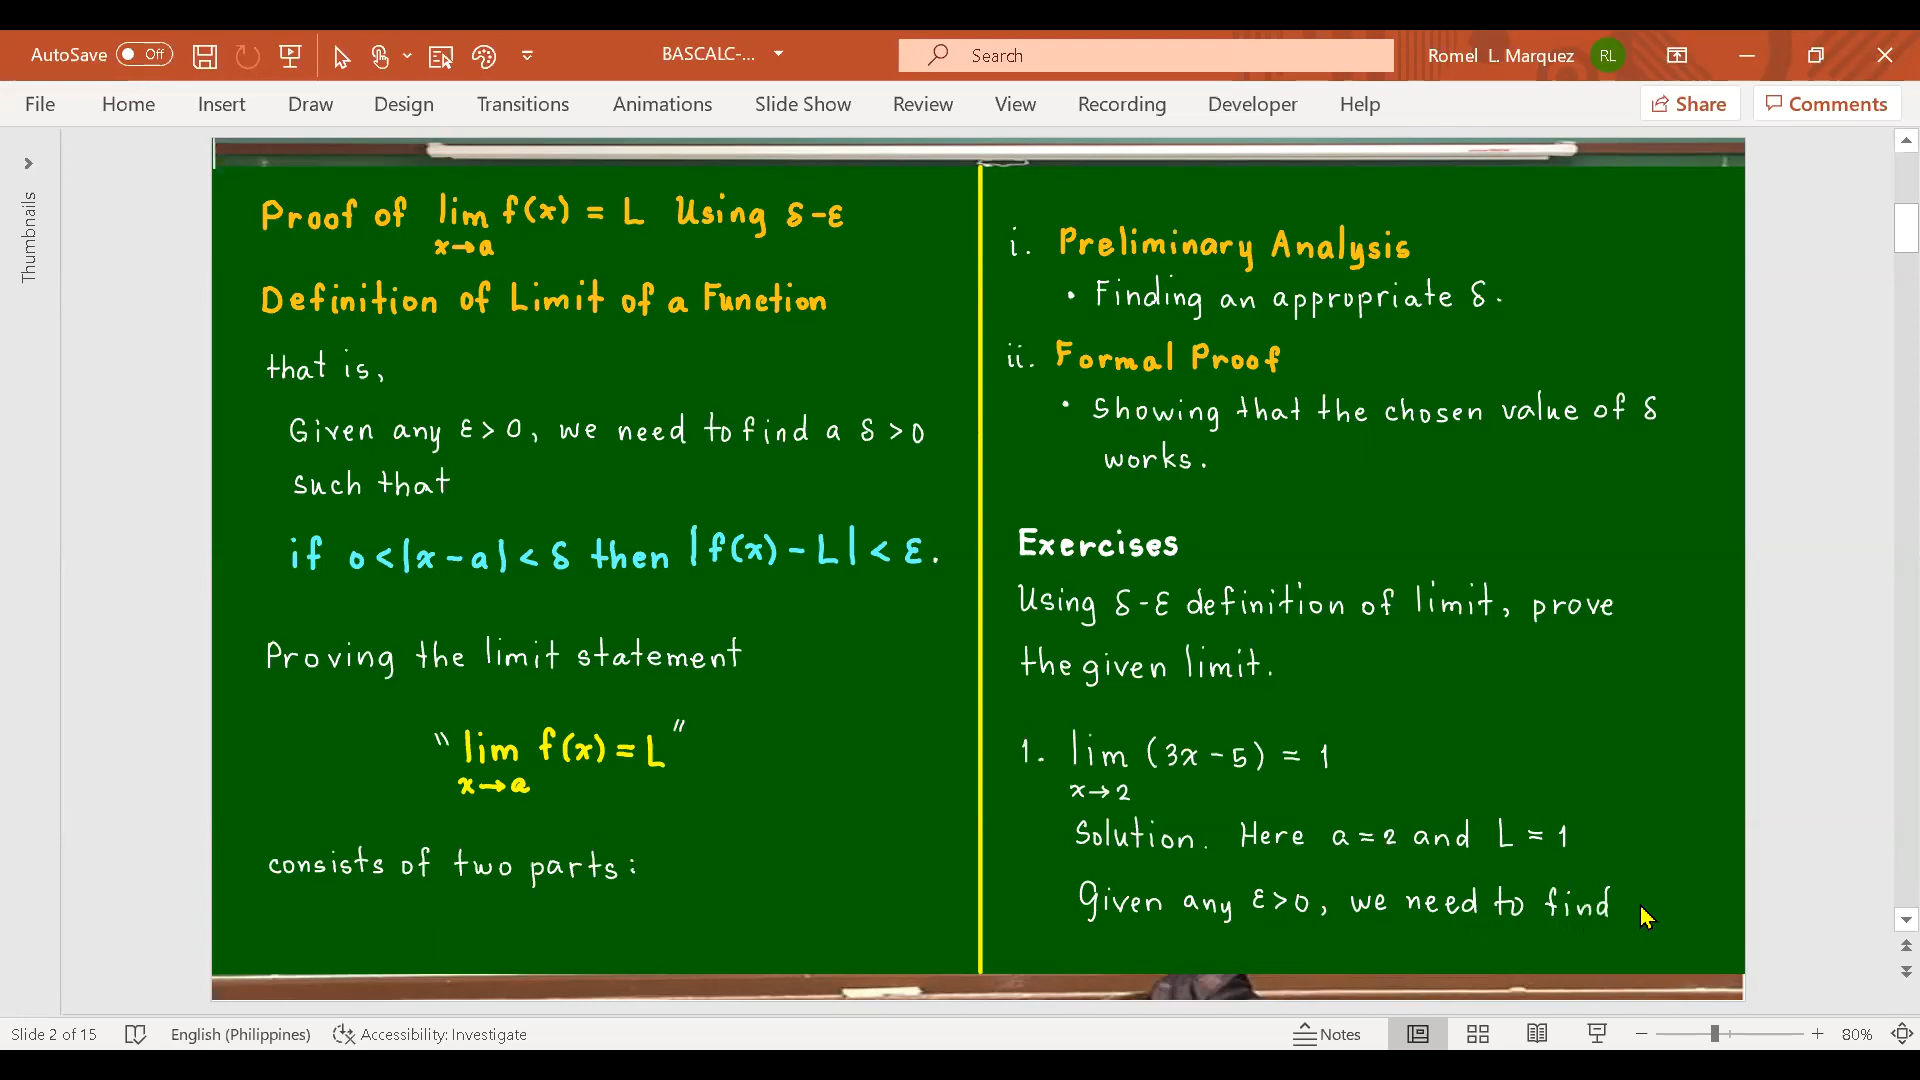 AutoSave Off BASCALC-... Search Romel L. Marquez RL
File Home Insert Draw Design Transitions Animations Slide Show Review View Recording Developer Help Share Comments
Thumbnails
Proof of lim f(x) = L Using δ-ε
x→a
Definition of Limit of a Function
that is,
Given any ε > 0, we need to find a δ > 0
such that
if 0 < |x - a| < δ then |f(x) - L| < ε.
Proving the limit statement
"lim f(x) = L"
x→a
consists of two parts:
i. Preliminary Analysis
• Finding an appropriate δ.
ii. Formal Proof
• Showing that the chosen value of δ
works.
Exercises
Using δ-ε definition of limit, prove
the given limit.
1. lim (3x - 5) = 1
x→2
Solution. Here a = 2 and L = 1
Given any ε > 0, we need to find
Slide 2 of 15 English (Philippines) Accessibility: Investigate Notes 80%